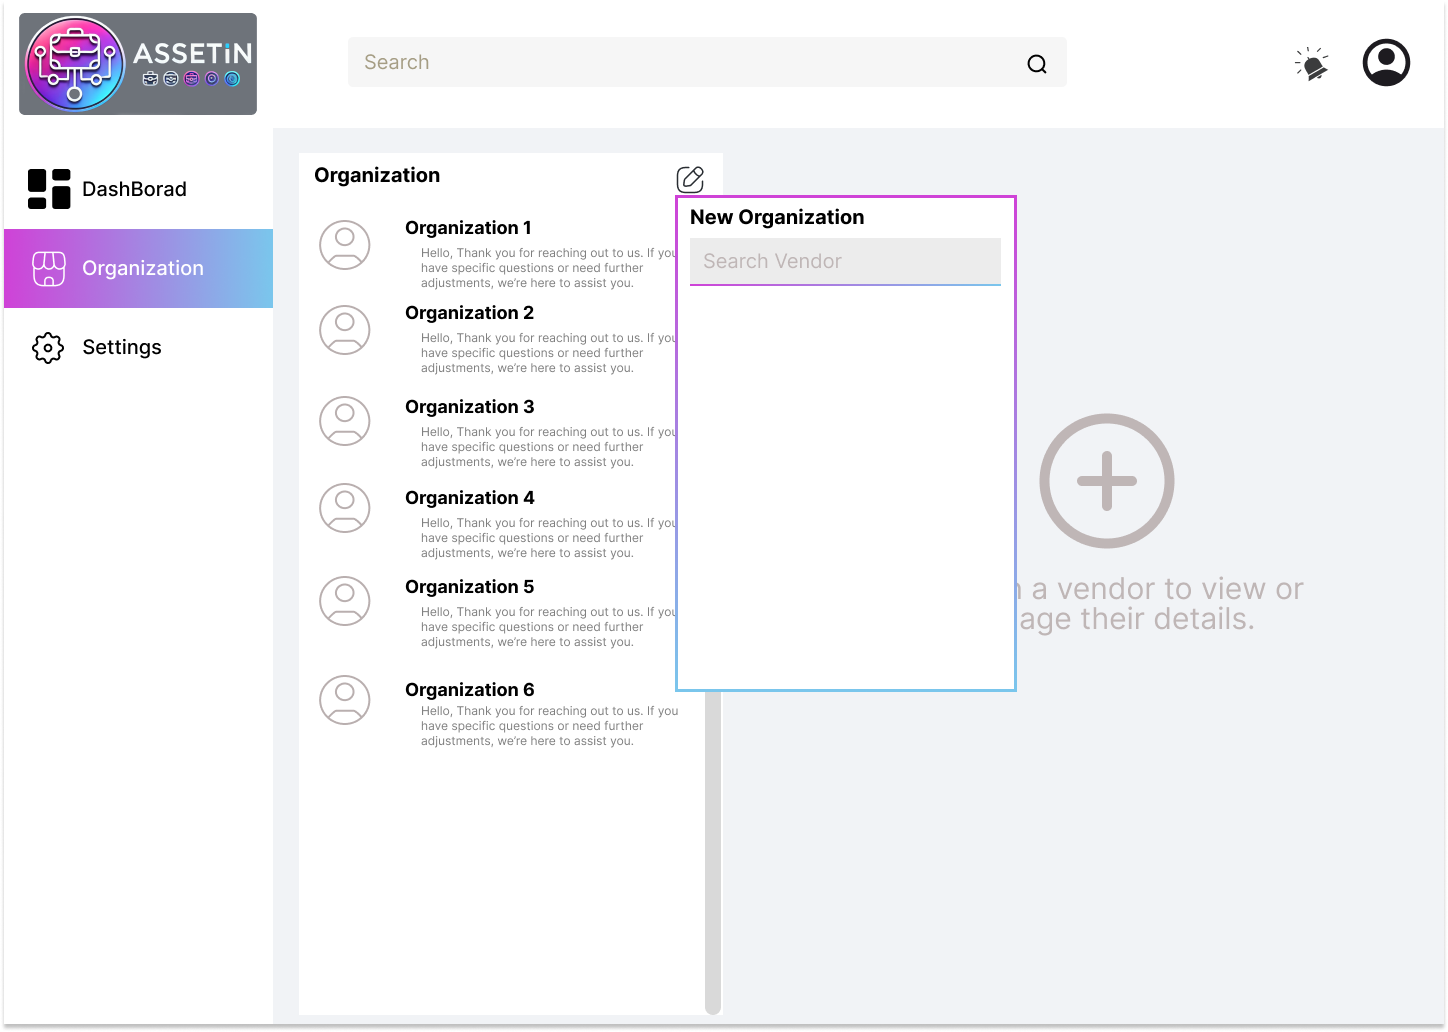 ASSETiN
Search
DashBorad
Organization
Settings
Organization
Organization 1
Hello, Thank you for reaching out to us. If you
have specific questions or need further
adjustments, we're here to assist you.
Organization 2
Hello, Thank you for reaching out to us. If you
have specific questions or need further
adjustments, we're here to assist you.
Organization 3
Hello, Thank you for reaching out to us. If you
have specific questions or need further
adjustments, we're here to assist you.
Organization 4
Hello, Thank you for reaching out to us. If you
have specific questions or need further
adjustments, we're here to assist you.
Organization 5
Hello, Thank you for reaching out to us. If you
have specific questions or need further
adjustments, we're here to assist you.
Organization 6
Hello, Thank you for reaching out to us. If you
have specific questions or need further
adjustments, we're here to assist you.
New Organization
Search Vendor
a vendor to view or
age their details.